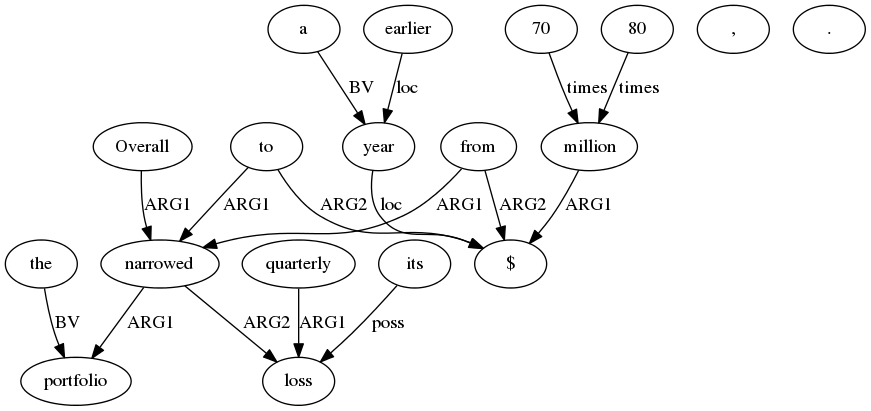 a earlier 70 80 , .
BV loc times times
Overall to from year million
ARG1 ARG1 ARG2 loc ARG1 ARG2 ARG1
the narrowed quarterly its $
BV ARG1 ARG2 ARG1 poss
portfolio loss